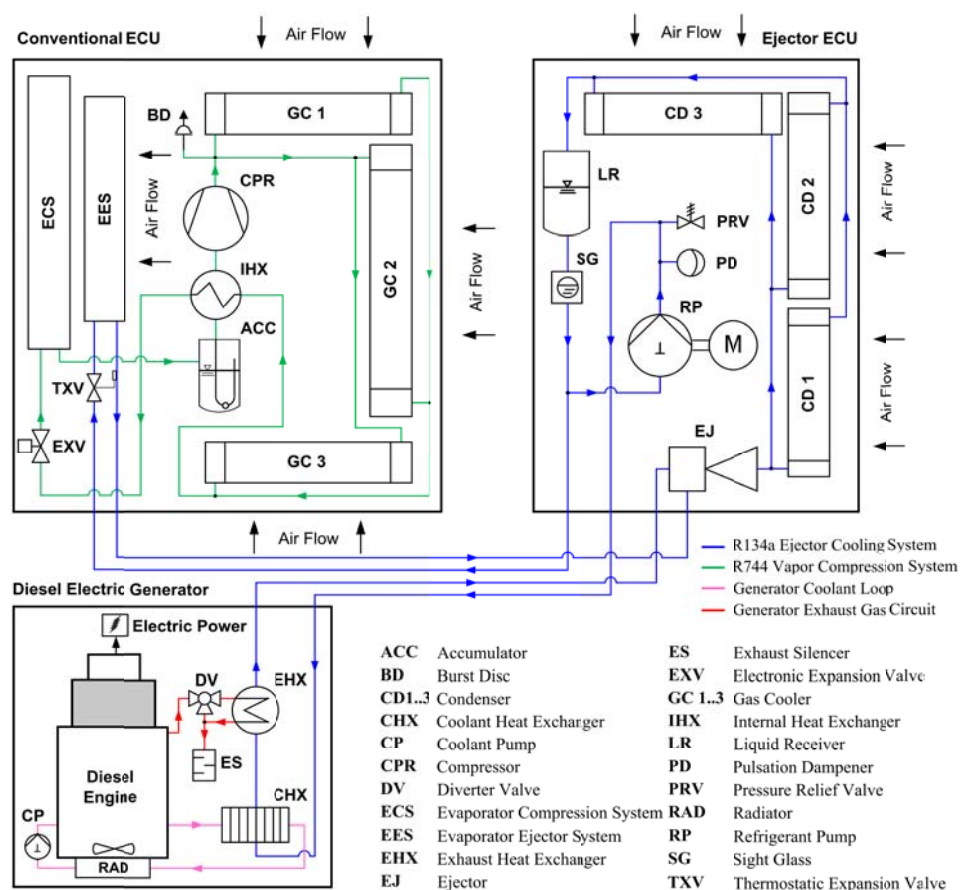 Air Flow
Air Flow
Conventional ECU
Ejector ECU
BD
GC 1
CD 3
ECS
EES
Air Flow
CPR
LR
CD 2
Air Flow
PRV
IHX
GC 2
Air Flow
SG
PD
ACC
RP
M
TXV
CD 1
Air Flow
EXV
GC 3
EJ
Air Flow
R134a Ejector Cooling System
R744 Vapor Compression System
Generator Coolant Loop
Generator Exhaust Gas Circuit
Diesel Electric Generator
Electric Power
DV
EHX
ES
Diesel
Engine
CHX
CP
RAD
ACC Accumulator
BD Burst Disc
CD1..3 Condenser
CHX Coolant Heat Excharger
CP Coolant Pump
CPR Compressor
DV Diverter Valve
ECS Evaporator Compression System
EES Evaporator Ejector System
EHX Exhaust Heat Exchanger
EJ Ejector
ES Exhaust Silencer
EXV Electronic Expansion Valve
GC 1..3 Gas Cooler
IHX Internal Heat Exchanger
LR Liquid Receiver
PD Pulsation Dampener
PRV Pressure Relief Valve
RAD Radiator
RP Refrigerant Pump
SG Sight Glass
TXV Thermostatic Expansion Valve